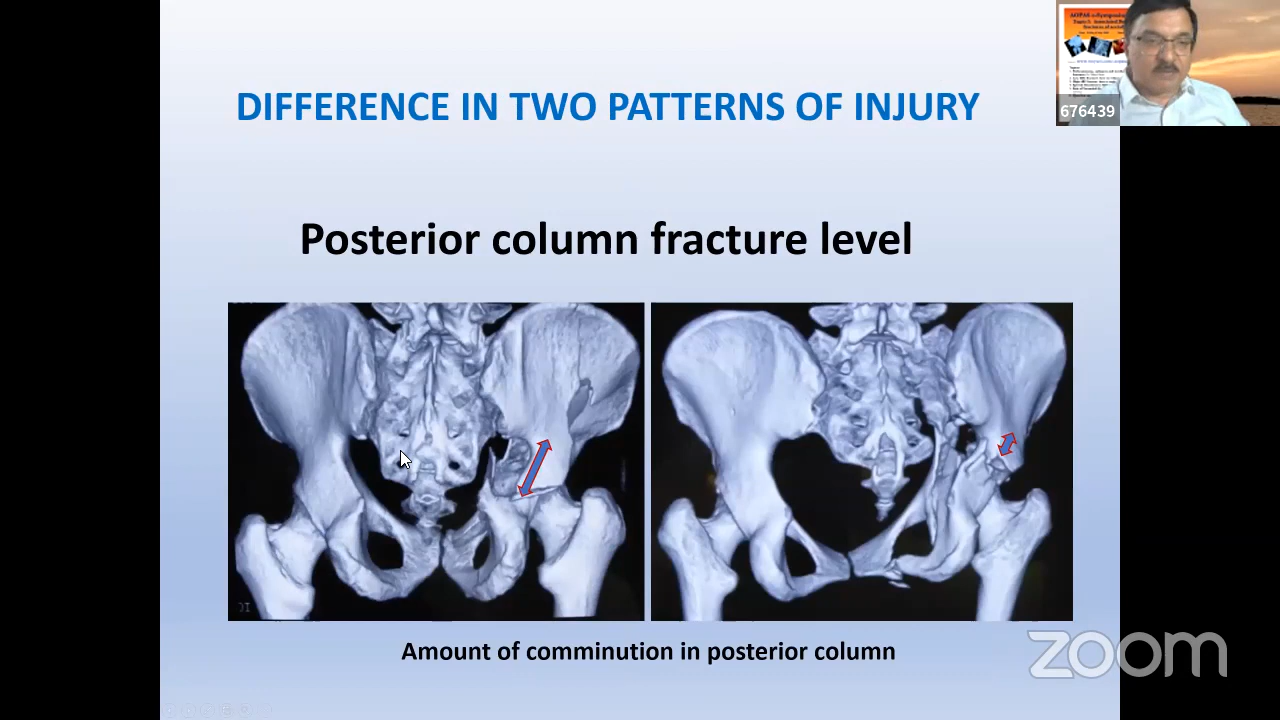 DIFFERENCE IN TWO PATTERNS OF INJURY
676439
Posterior column fracture level
Amount of comminution in posterior column
zoom